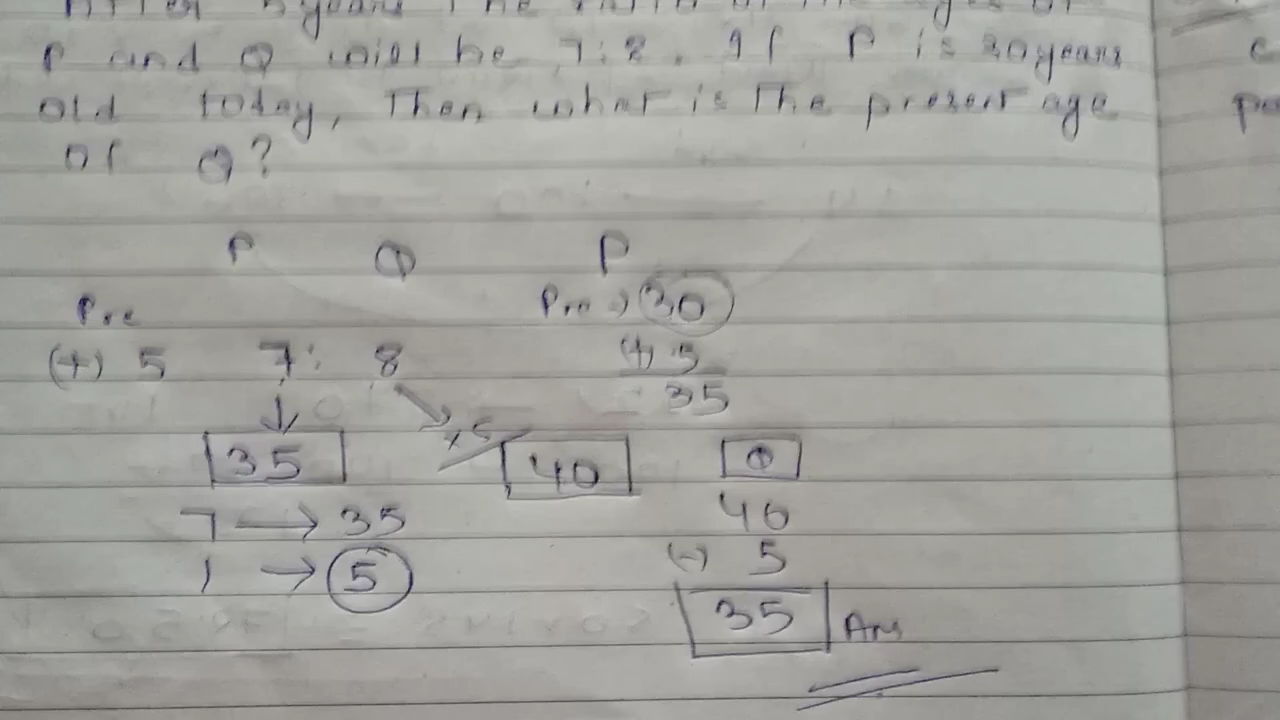 After 5 years The ratio of the ages of
P and Q will be 7:8. If P is 30 years
old today, Then what is The present age
of Q?
P Q P
Pre Pre → 30
(+) 5 7: 8 (+) 5
35
×5
35 40 Q
7 → 35 40
1 → 5 (-) 5
35 Ans